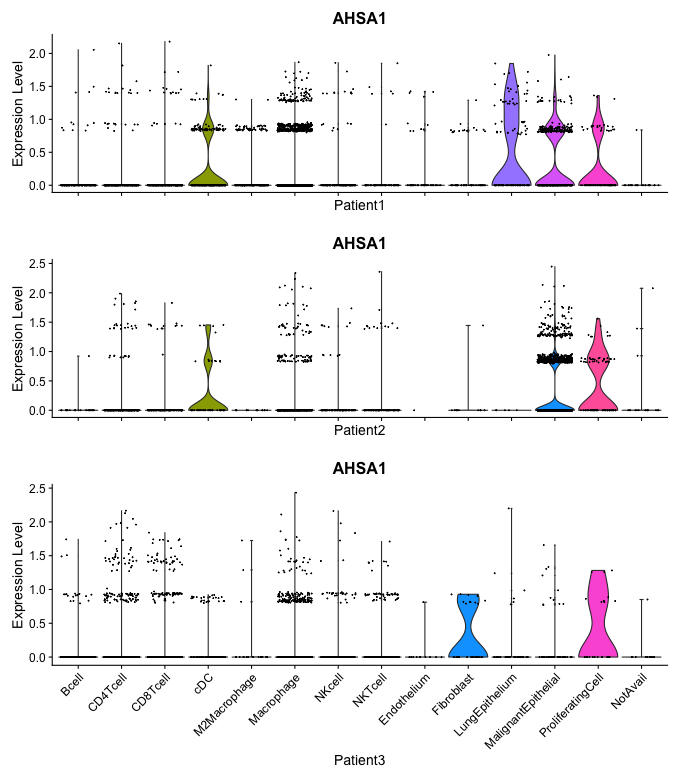 AHSA1
Expression Level
2.0
1.5
1.0
0.5
0.0
Patient1
AHSA1
Expression Level
2.5
2.0
1.5
1.0
0.5
0.0
Patient2
AHSA1
Expression Level
2.5
2.0
1.5
1.0
0.5
0.0
Bcell
CD4Tcell
CD8Tcell
cDC
M2Macrophage
Macrophage
NKcell
NKTcell
Endothelium
Fibroblast
LungEpithelium
MalignantEpithelial
ProliferatingCell
NotAvail
Patient3